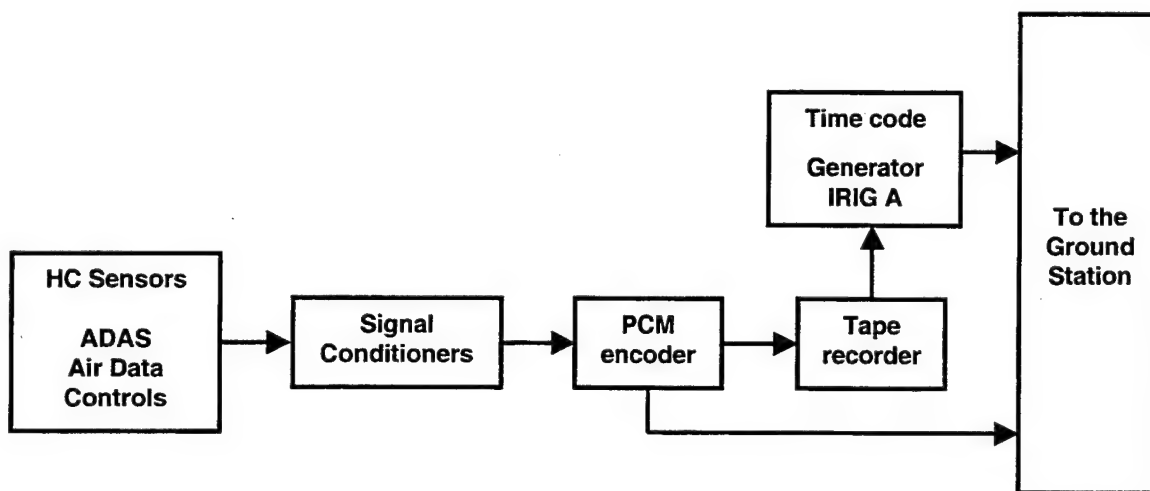 HC Sensors
ADAS
Air Data
Controls
Signal
Conditioners
PCM
encoder
Tape
recorder
Time code
Generator
IRIG A
To the
Ground
Station